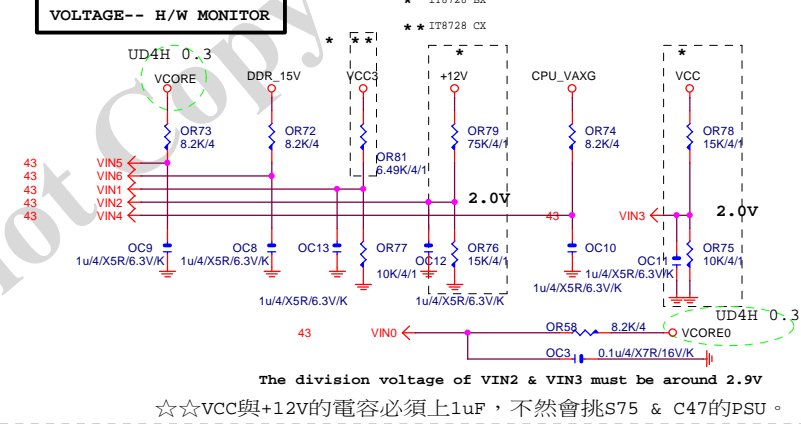 * IT8728 BX
VOLTAGE-- H/W MONITOR
** IT8728 CX
* ** * *
UD4H 0.3
VCORE DDR_15V VCC3 +12V CPU_VAXG VCC
OR73 8.2K/4
OR72 8.2K/4
OR81 6.49K/4/1
OR79 75K/4/1
OR74 8.2K/4
OR78 15K/4/1
43 VIN5
43 VIN6
43 VIN1
43 VIN2
43 VIN4
2.0V
43 VIN3
2.0V
OC9 1u/4/X5R/6.3V/K
OC8 1u/4/X5R/6.3V/K
OC13 1u/4/X5R/6.3V/K
OR77 10K/4/1
OC12 1u/4/X5R/6.3V/K
OR76 15K/4/1
OC10 1u/4/X5R/6.3V/K
OC11 1u/4/X5R/6.3V/K
OR75 10K/4/1
UD4H 0.3
43 VIN0
OR58 8.2K/4
VCORE0
OC3 0.1u/4/X7R/16V/K
The division voltage of VIN2 & VIN3 must be around 2.9V
☆☆VCC與+12V的電容必須上1uF，不然會挑S75 & C47的PSU。
not Copy